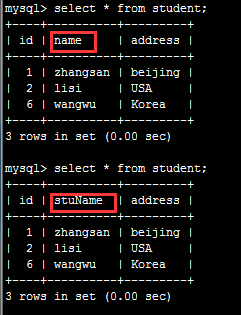 mysql> select * from student;
+----+----------+---------+
| id | name     | address |
+----+----------+---------+
|  1 | zhangsan | beijing |
|  2 | lisi     | USA     |
|  6 | wangwu   | Korea   |
+----+----------+---------+
3 rows in set (0.00 sec)

mysql> select * from student;
+----+----------+---------+
| id | stuName  | address |
+----+----------+---------+
|  1 | zhangsan | beijing |
|  2 | lisi     | USA     |
|  6 | wangwu   | Korea   |
+----+----------+---------+
3 rows in set (0.00 sec)